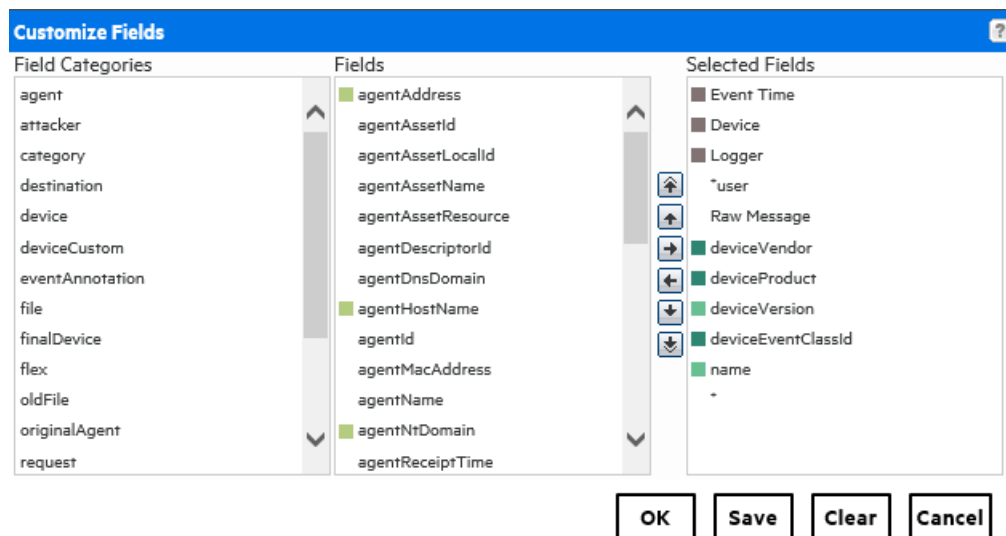 Customize Fields
?
Field Categories
agent
attacker
category
destination
device
deviceCustom
eventAnnotation
file
finalDevice
flex
oldFile
originalAgent
request
Fields
agentAddress
agentAssetId
agentAssetLocalId
agentAssetName
agentAssetResource
agentDescriptorId
agentDnsDomain
agentHostName
agentId
agentMacAddress
agentName
agentNtDomain
agentReceiptTime
Selected Fields
Event Time
Device
Logger
*user
Raw Message
deviceVendor
deviceProduct
deviceVersion
deviceEventClassId
name
*
OK
Save
Clear
Cancel